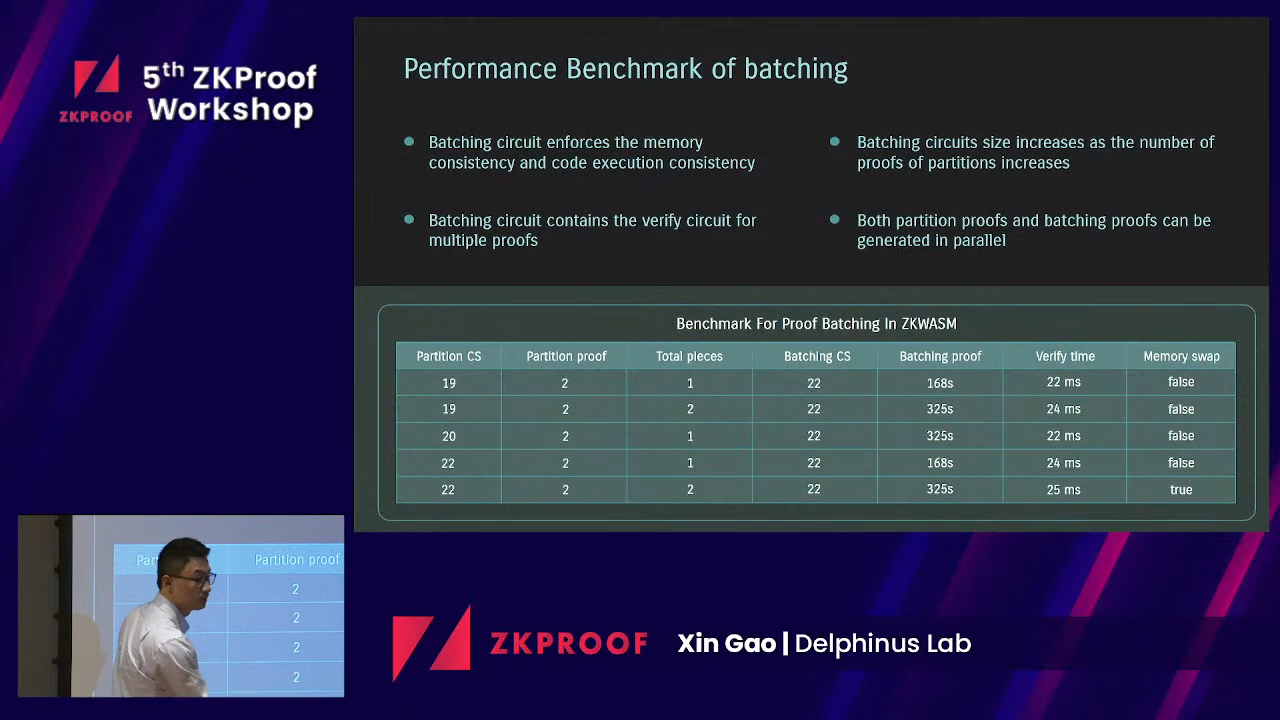 5th ZKProof
Workshop
ZKPROOF
Performance Benchmark of batching
Batching circuit enforces the memory
consistency and code execution consistency
Batching circuit contains the verify circuit for
multiple proofs
Batching circuits size increases as the number of
proofs of partitions increases
Both partition proofs and batching proofs can be
generated in parallel
Benchmark For Proof Batching In ZKWASM
Partition CS Partition proof Total pieces Batching CS Batching proof Verify time Memory swap
19 2 1 22 168s 22 ms false
19 2 2 22 325s 24 ms false
20 2 1 22 325s 22 ms false
22 2 1 22 168s 24 ms false
22 2 2 22 325s 25 ms true
Part Partition proof
2
2
2
2
ZKPROOF Xin Gao | Delphinus Lab